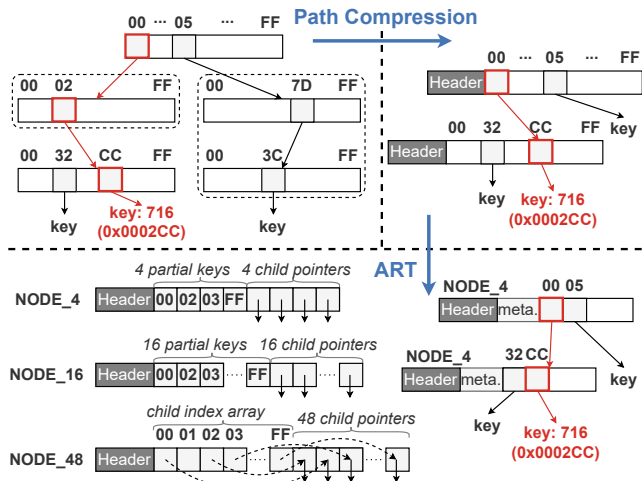 00 ··· 05 FF
Path Compression
00 02 FF
00 7D FF
00 32 CC FF
00 3C FF
key
key: 716
(0x0002CC)
key
00 ··· 05 ··· FF
Header
key
00 32 CC FF
Header
key
key: 716
(0x0002CC)
ART
4 partial keys 4 child pointers
NODE_4
Header 00 02 03 FF
16 partial keys 16 child pointers
NODE_16
Header 00 02 03 ···· FF ····
child index array
48 child pointers
00 01 02 03 FF
NODE_48
Header ···· ····
NODE_4 00 05
Header meta.
key
NODE_4 32 CC
Header meta.
key
key: 716
(0x0002CC)